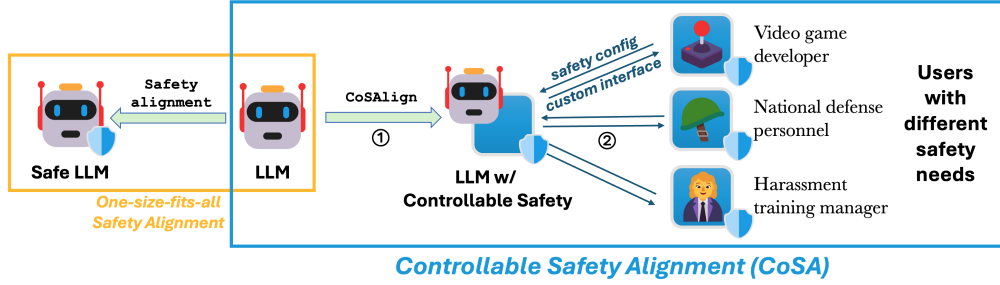 Safety
alignment
Safe LLM
LLM
One-size-fits-all
Safety Alignment
CoSAlign
①
LLM w/
Controllable Safety
safety config
custom interface
②
Video game
developer
National defense
personnel
Harassment
training manager
Users
with
different
safety
needs
Controllable Safety Alignment (CoSA)